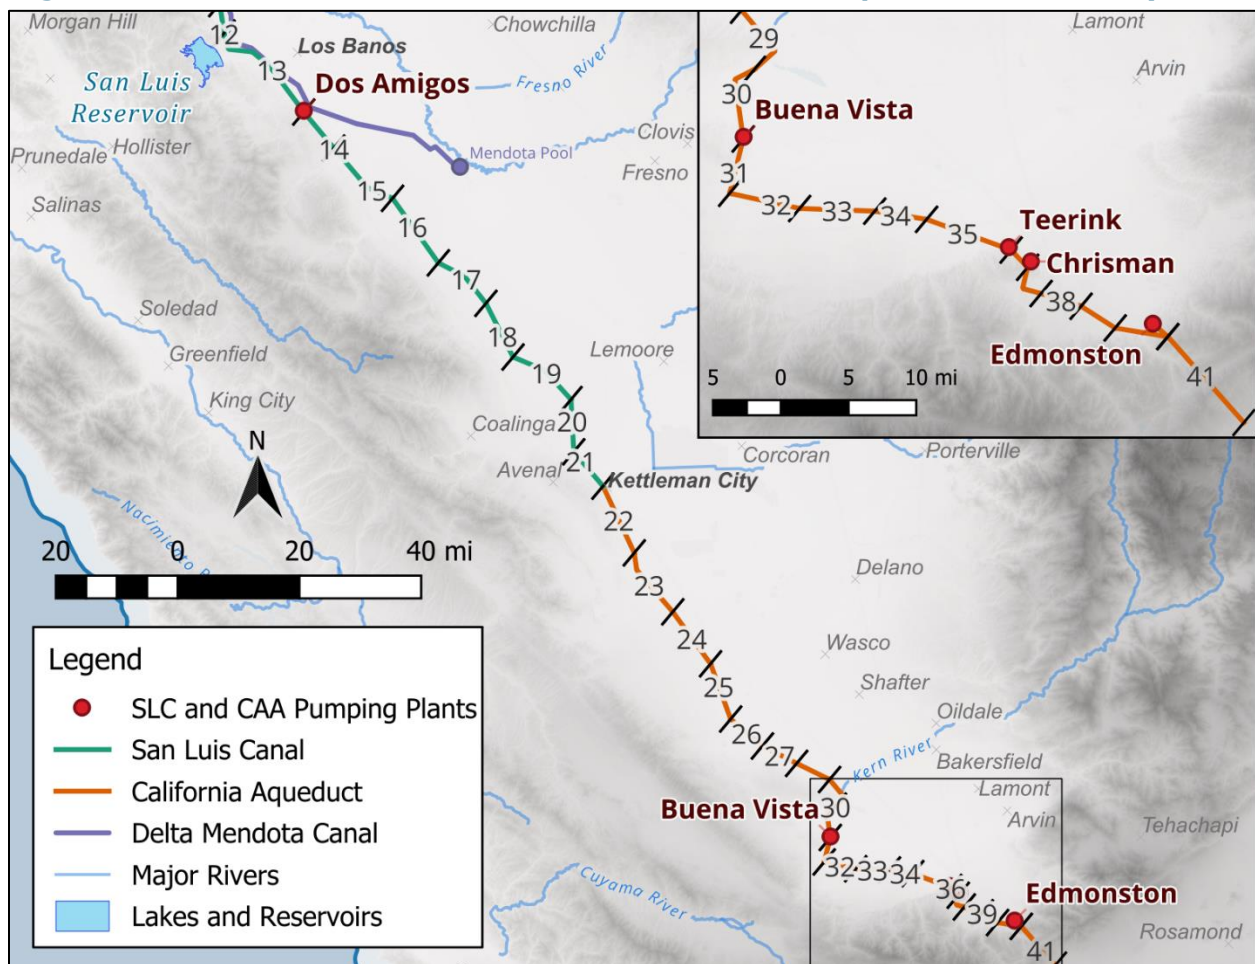 Morgan Hill
Chowchilla
12
Los Banos
13
San Luis
Reservoir
Dos Amigos
Fresno River
Clovis
Mendota Pool
Fresno
Prunedale
Hollister
14
15
Salinas
16
17
Soledad
18
Greenfield
Lemoore
19
King City
20
Coalinga
N
21
Avenal
Kettleman City
Corcoran
Porterville
22
20 0 20 40 mi
23
Delano
24
Wasco
25
Shafter
26
Oildale
27
Kern River
Bakersfield
Lamont
30
Buena Vista
Arvin
Tehachapi
32
33
34
36
39
Edmonston
Cuyama River
Rosamond
41
29
Lamont
Arvin
30
Buena Vista
31
32
33
34
35
Teerink
Chrisman
38
Edmonston
41
5 0 5 10 mi
Legend
SLC and CAA Pumping Plants
San Luis Canal
California Aqueduct
Delta Mendota Canal
Major Rivers
Lakes and Reservoirs